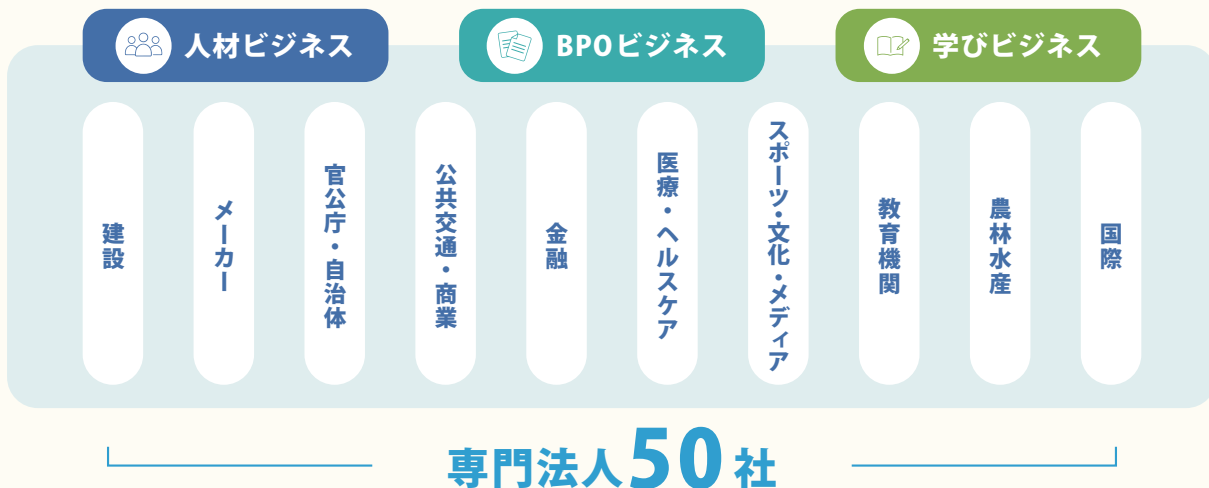 人材ビジネス
BPOビジネス
学びビジネス
建設
メーカー
官公庁・自治体
公共交通・商業
金融
医療・ヘルスケア
スポーツ・文化・メディア
教育機関
農林水産
国際
専門法人50社